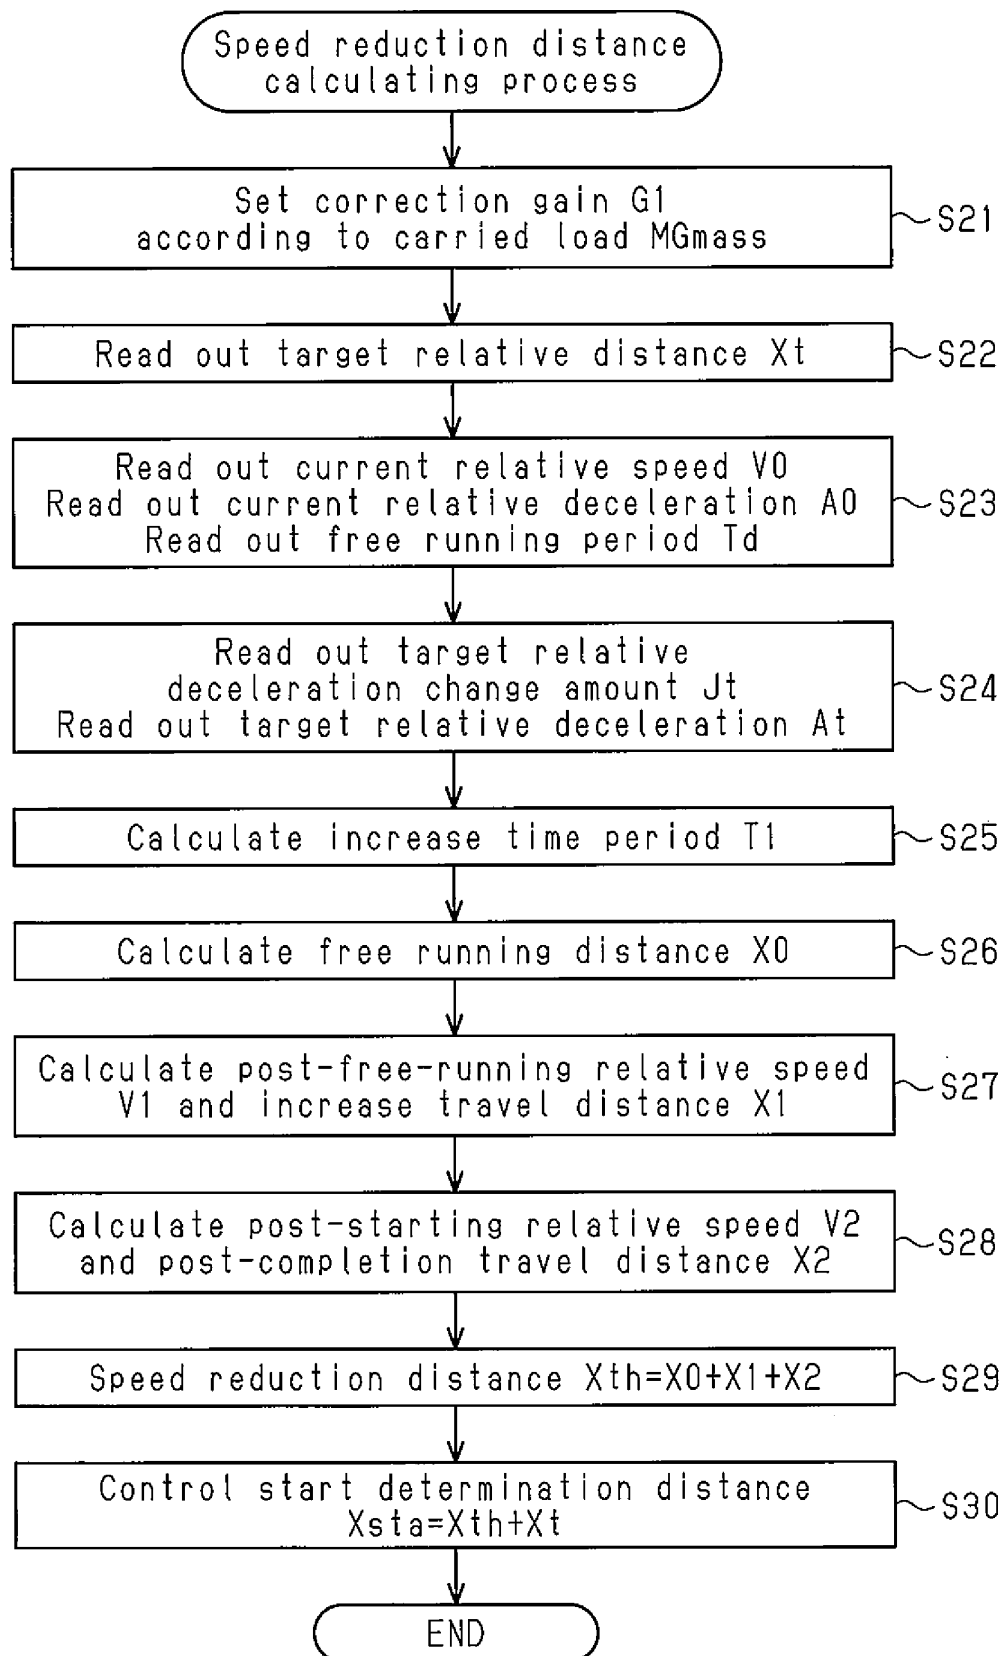 Speed reduction distance
calculating process
Set correction gain G1
according to carried load MGmass
S21
Read out target relative distance Xt
S22
Read out current relative speed V0
Read out current relative deceleration A0
Read out free running period Td
S23
Read out target relative
deceleration change amount Jt
Read out target relative deceleration At
S24
Calculate increase time period T1
S25
Calculate free running distance X0
S26
Calculate post-free-running relative speed
V1 and increase travel distance X1
S27
Calculate post-starting relative speed V2
and post-completion travel distance X2
S28
Speed reduction distance Xth=X0+X1+X2
S29
Control start determination distance
Xsta=Xth+Xt
S30
END